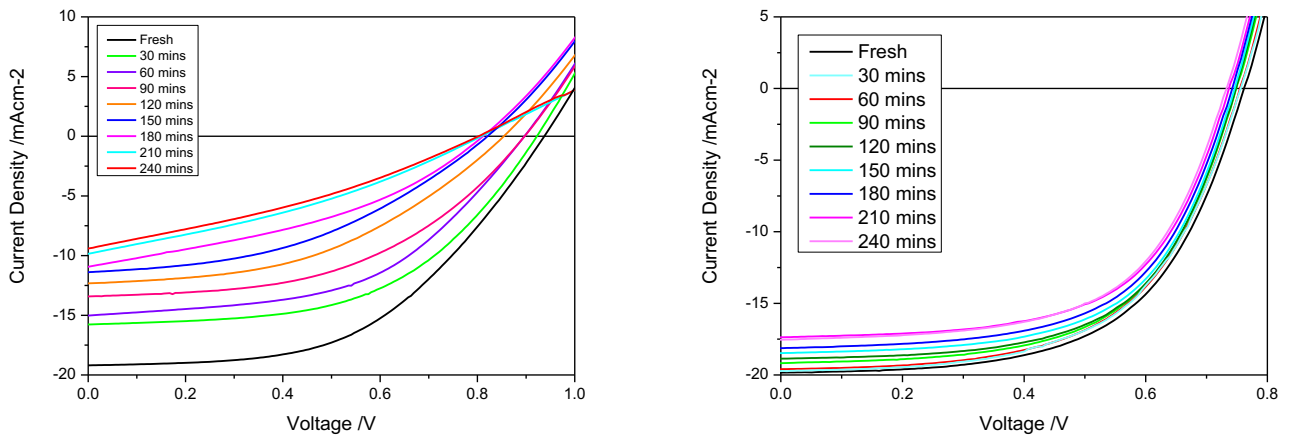 10
5
0
-5
-10
-15
-20
Current Density /mAcm-2
Fresh
30 mins
60 mins
90 mins
120 mins
150 mins
180 mins
210 mins
240 mins
0.0 0.2 0.4 0.6 0.8 1.0
Voltage /V
5
0
-5
-10
-15
-20
Current Density /mAcm-2
Fresh
30 mins
60 mins
90 mins
120 mins
150 mins
180 mins
210 mins
240 mins
0.0 0.2 0.4 0.6 0.8
Voltage /V